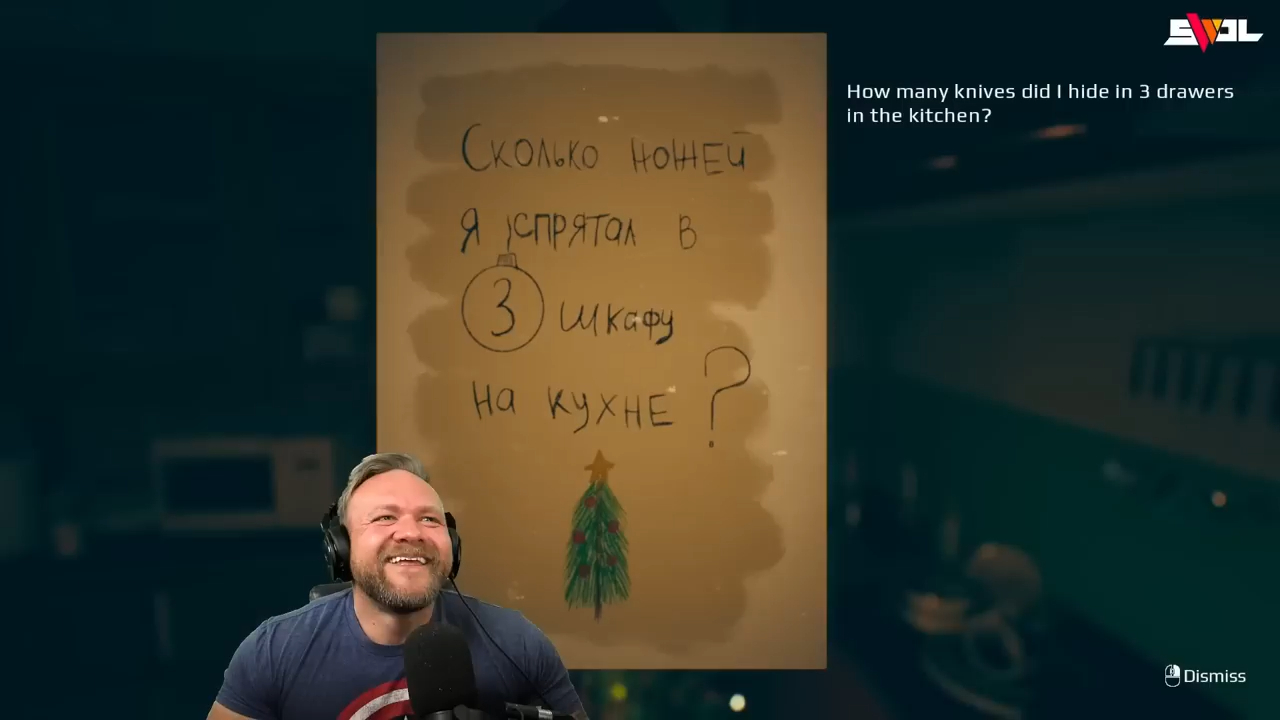 SWOL
How many knives did I hide in 3 drawers
in the kitchen?
Сколько ножей
я спрятал в
3 шкафу
на кухне ?
Dismiss